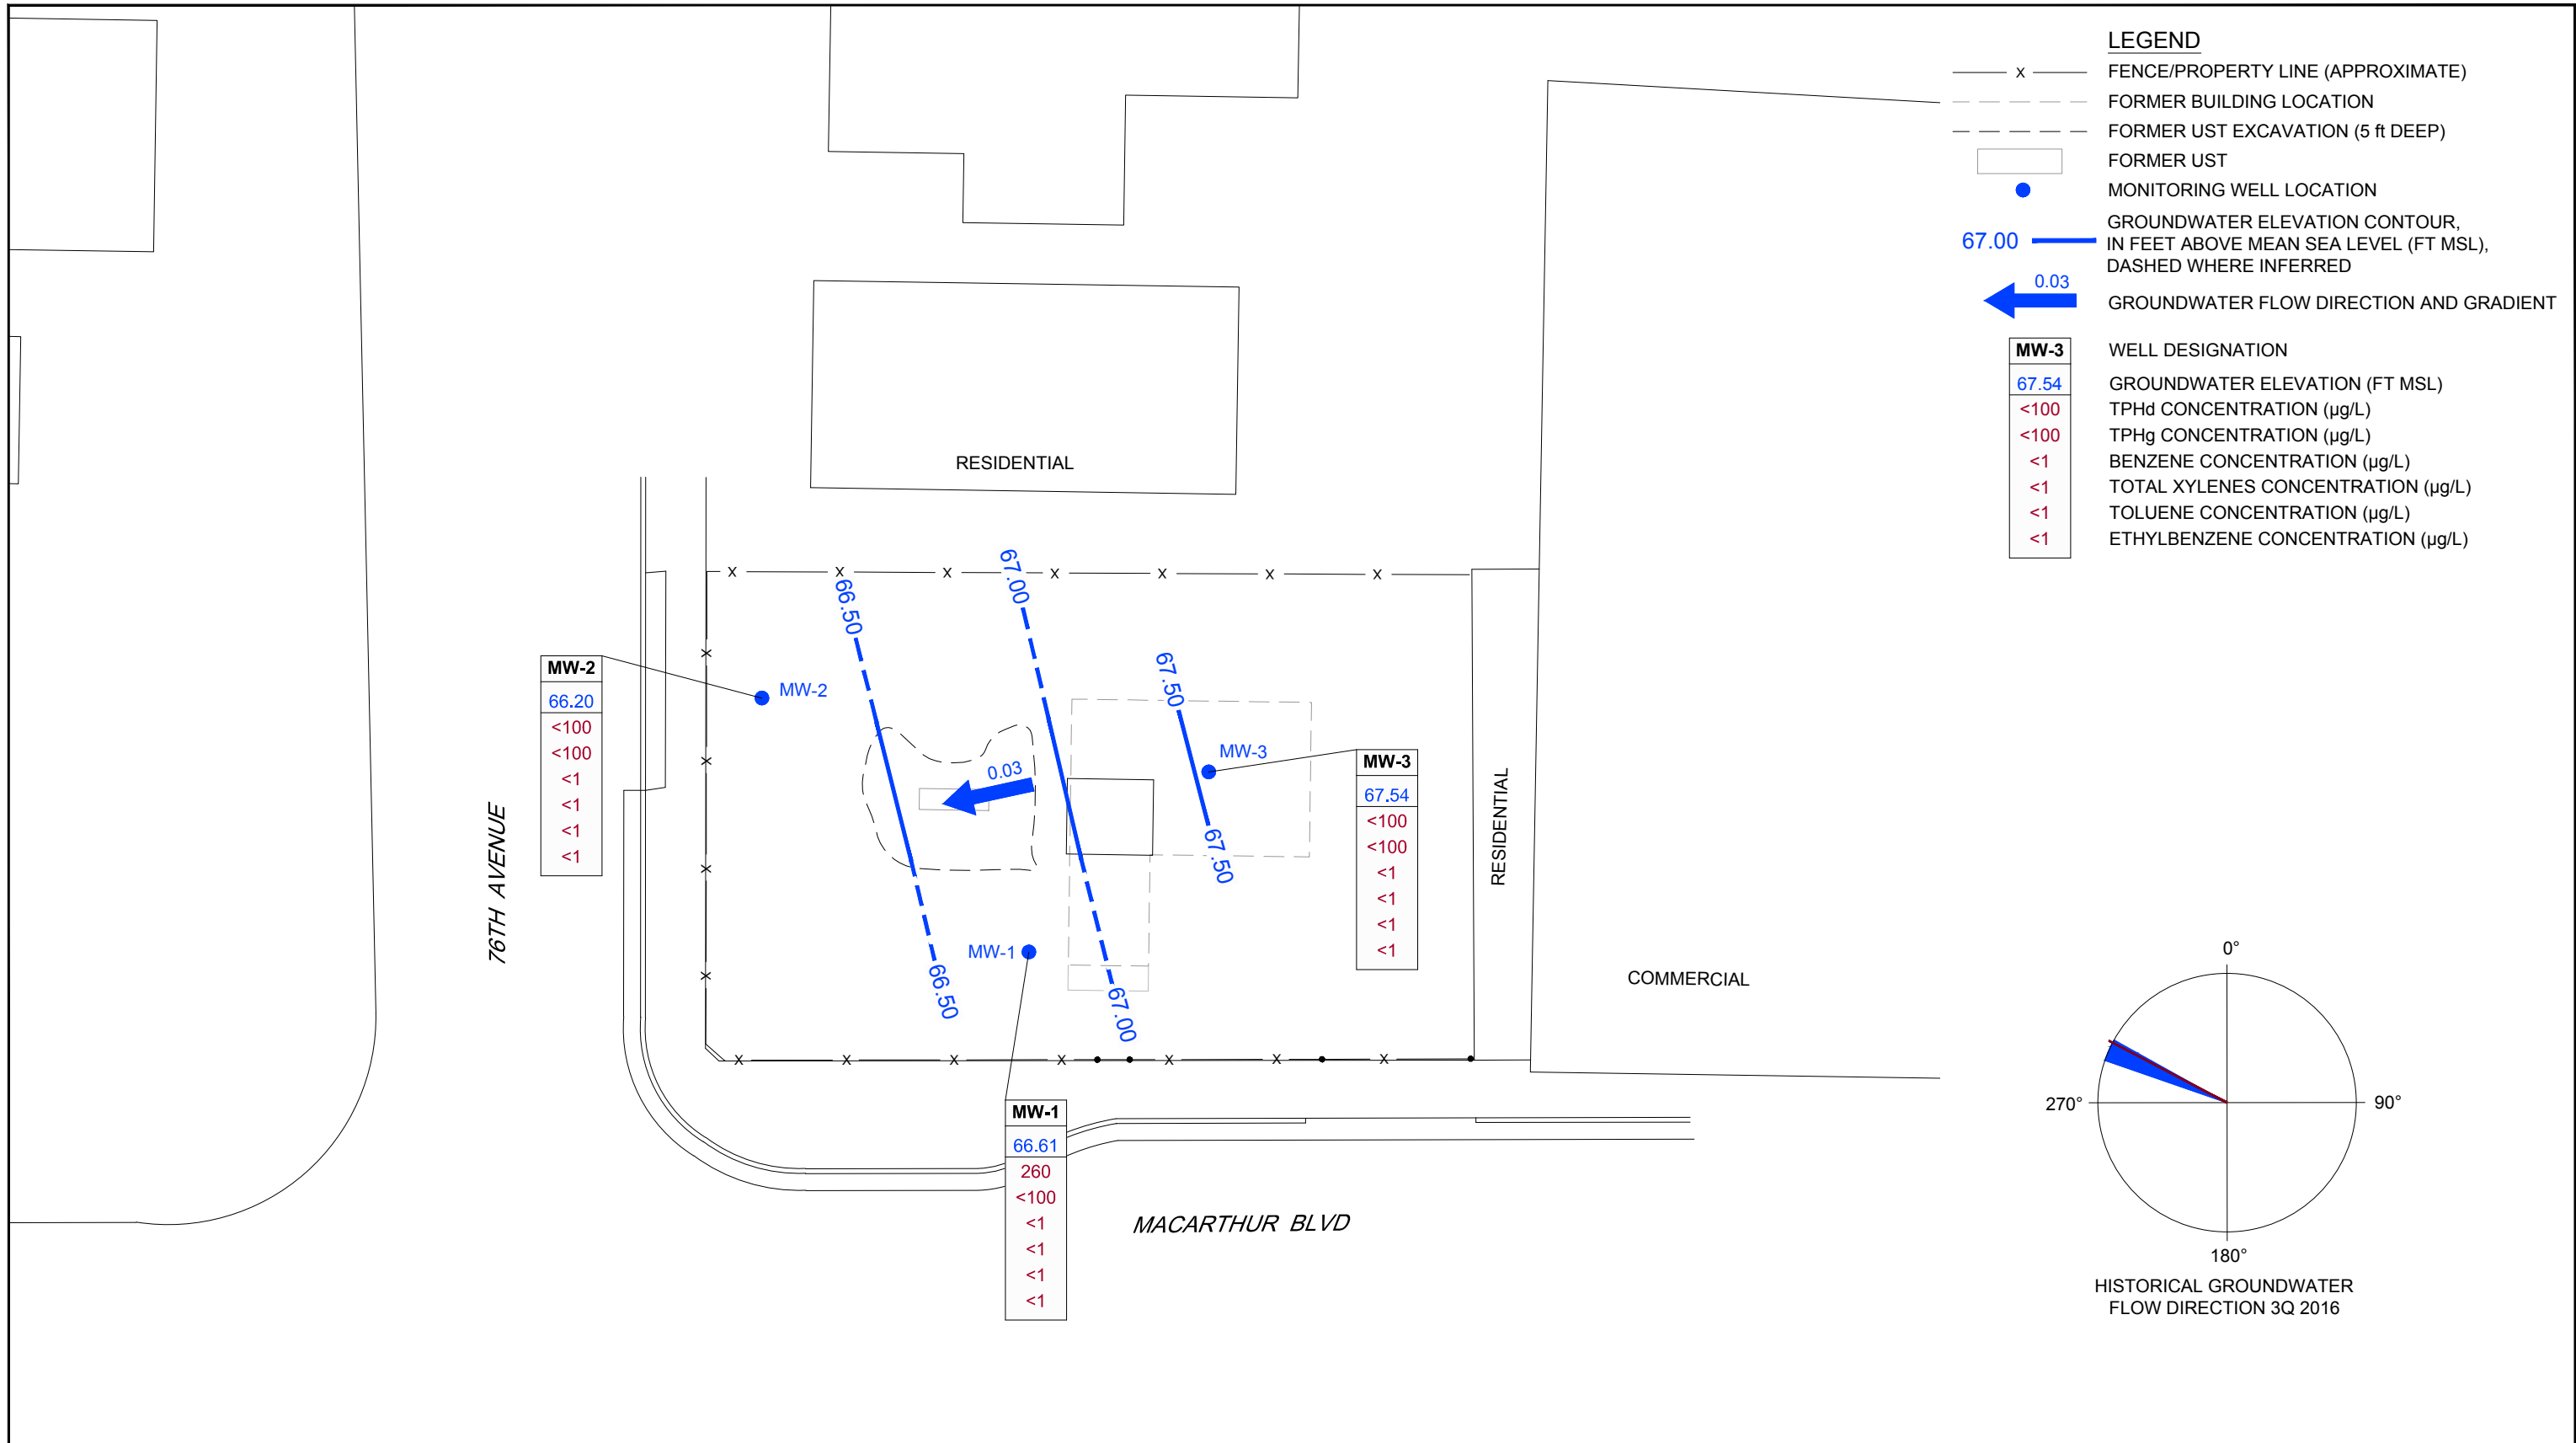 LEGEND
X FENCE/PROPERTY LINE (APPROXIMATE)
FORMER BUILDING LOCATION
FORMER UST EXCAVATION (5 ft DEEP)
FORMER UST
MONITORING WELL LOCATION
67.00 GROUNDWATER ELEVATION CONTOUR,
IN FEET ABOVE MEAN SEA LEVEL (FT MSL),
DASHED WHERE INFERRED
0.03
GROUNDWATER FLOW DIRECTION AND GRADIENT
MW-3 WELL DESIGNATION
67.54 GROUNDWATER ELEVATION (FT MSL)
<100 TPHd CONCENTRATION (µg/L)
<100 TPHg CONCENTRATION (µg/L)
<1 BENZENE CONCENTRATION (µg/L)
<1 TOTAL XYLENES CONCENTRATION (µg/L)
<1 TOLUENE CONCENTRATION (µg/L)
<1 ETHYLBENZENE CONCENTRATION (µg/L)
RESIDENTIAL
X X X X X X X
66.50
67.00
67.50
MW-2
66.20
<100
<100
<1
<1
<1
<1
MW-2
X
X
X
X
0.03
MW-3
MW-3
67.54
<100
<100
<1
<1
<1
<1
67.50
RESIDENTIAL
76TH AVENUE
MW-1
66.50
67.00
COMMERCIAL
X X X X X X X
MW-1
66.61
260
<100
<1
<1
<1
<1
MACARTHUR BLVD
0°
270° 90°
180°
HISTORICAL GROUNDWATER
FLOW DIRECTION 3Q 2016